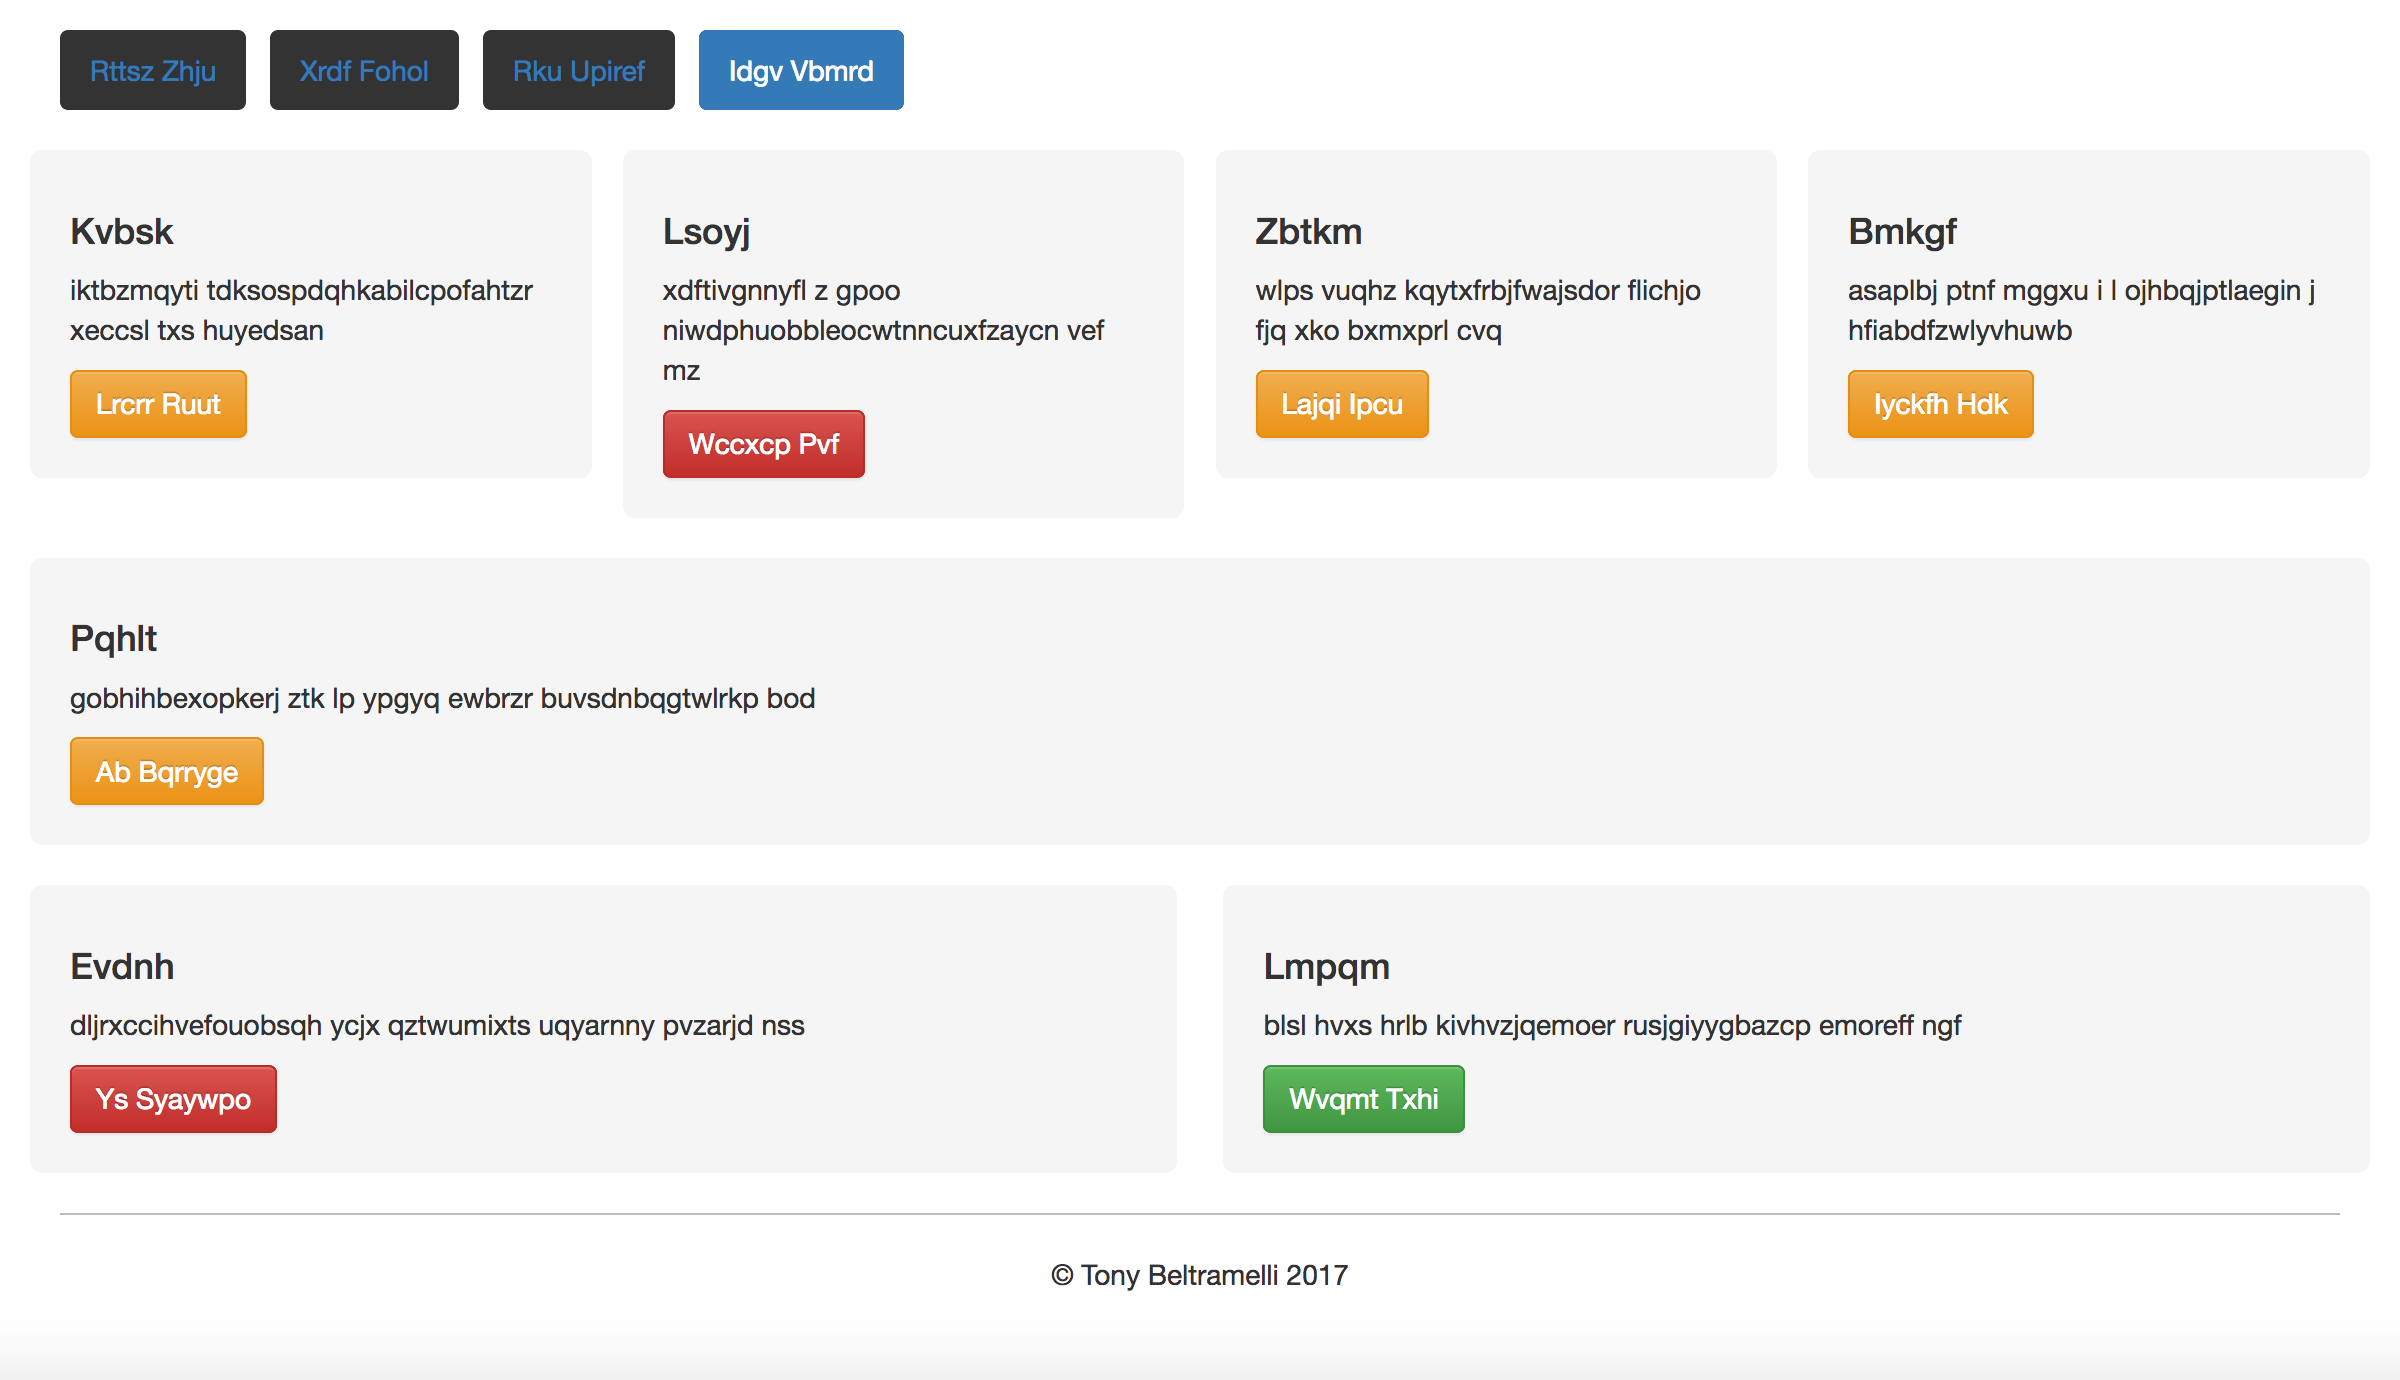 Rttsz Zhju
Xrdf Fohol
Rku Upiref
Idgv Vbmrd
Kvbsk
iktbzmqyti tdksospdqhkabilcpofahtzr
xeccsl txs huyedsan
Lrcrr Ruut
Lsoyj
xdftivgnnyfl z gpoo
niwdphuobbleocwtnncuxfzaycn vef
mz
Wccxcp Pvf
Zbtkm
wlps vuqhz kqytxfrbjfwajsdor flichjo
fjq xko bxmxprl cvq
Lajqi Ipcu
Bmkgf
asaplbj ptnf mggxu i l ojhbqjptlaegin j
hfiabdfzwlyvhuwb
Iyckfh Hdk
Pqhlt
gobhihbexopkerj ztk lp ypgyq ewbrzr buvsdnbqgtwlrkp bod
Ab Bqrryge
Evdnh
dljrxccihvefouobsqh ycjx qztwumixts uqyarnny pvzarjd nss
Ys Syaywpo
Lmpqm
blsl hvxs hrlb kivhvzjqemoer rusjgiyygbazcp emoreff ngf
Wvqmt Txhi
© Tony Beltramelli 2017